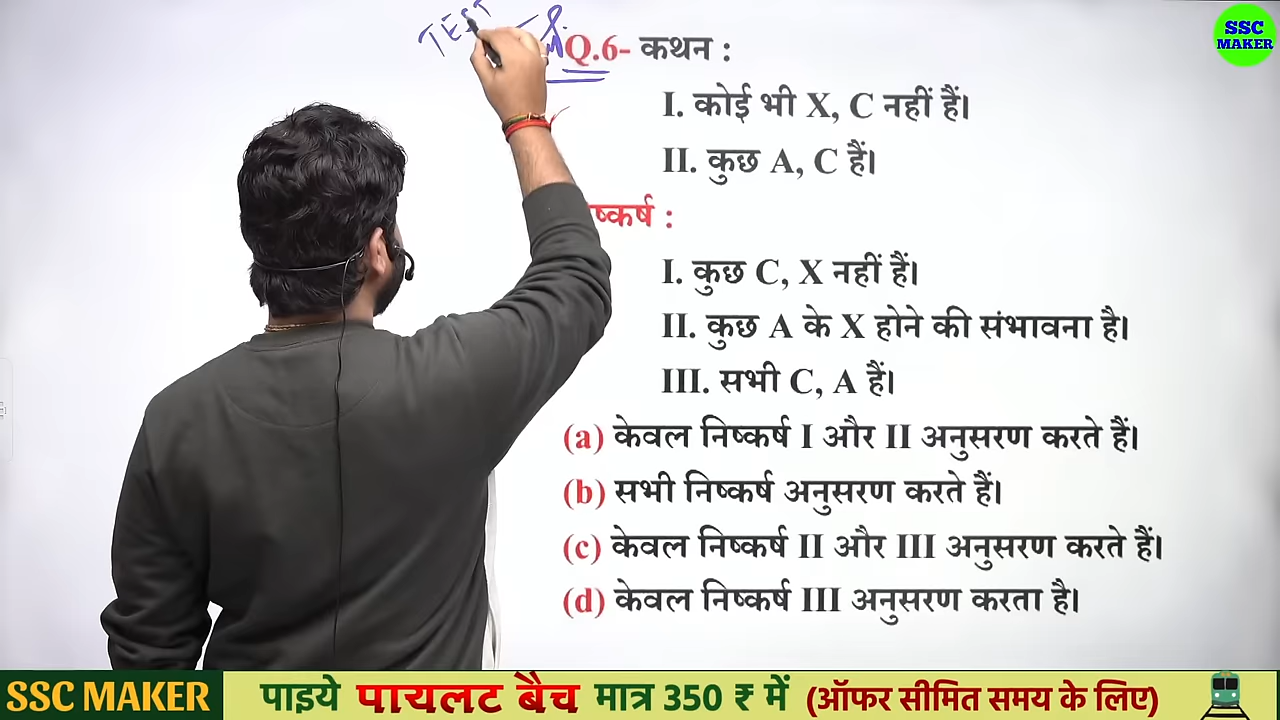 TEST
Q.6- कथन :
I. कोई भी X, C नहीं हैं।
II. कुछ A, C हैं।
ष्कर्ष :
I. कुछ C, X नहीं हैं।
II. कुछ A के X होने की संभावना है।
III. सभी C, A हैं।
(a) केवल निष्कर्ष I और II अनुसरण करते हैं।
(b) सभी निष्कर्ष अनुसरण करते हैं।
(c) केवल निष्कर्ष II और III अनुसरण करते हैं।
(d) केवल निष्कर्ष III अनुसरण करता है।
SSC
MAKER
SSC MAKER पाइये पायलट बैच मात्र 350 ₹ में (ऑफर सीमित समय के लिए)